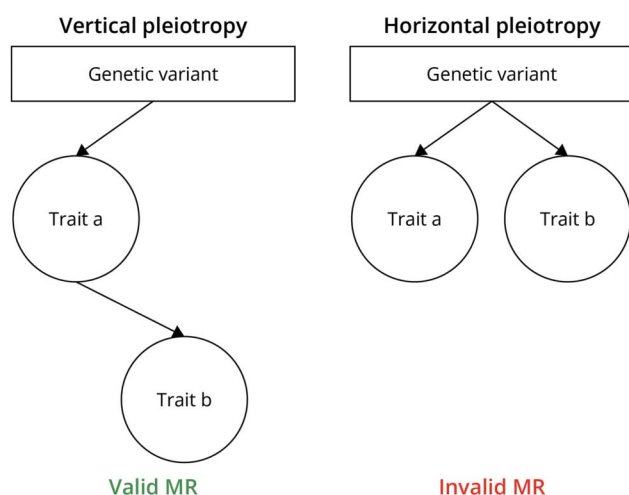 Vertical pleiotropy
Genetic variant
Trait a
Trait b
Valid MR
Horizontal pleiotropy
Genetic variant
Trait a
Trait b
Invalid MR